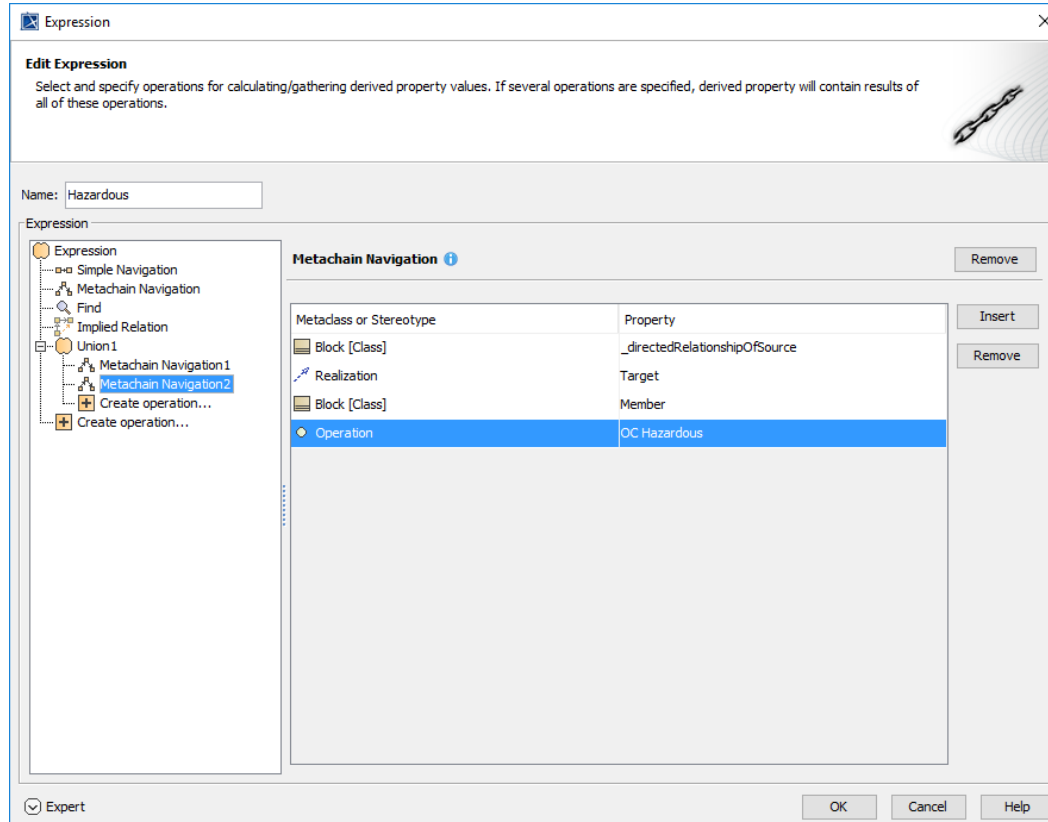 Expression
Edit Expression
Select and specify operations for calculating/gathering derived property values. If several operations are specified, derived property will contain results of
all of these operations.
Name: Hazardous
Expression
Expression
Simple Navigation
Metachain Navigation
Find
Implied Relation
Union1
Metachain Navigation1
Metachain Navigation2
Create operation...
Create operation...
Metachain Navigation
Remove
Metaclass or Stereotype Property
Block [Class] _directedRelationshipOfSource
Realization Target
Block [Class] Member
Operation OC Hazardous
Insert
Remove
Expert
OK Cancel Help